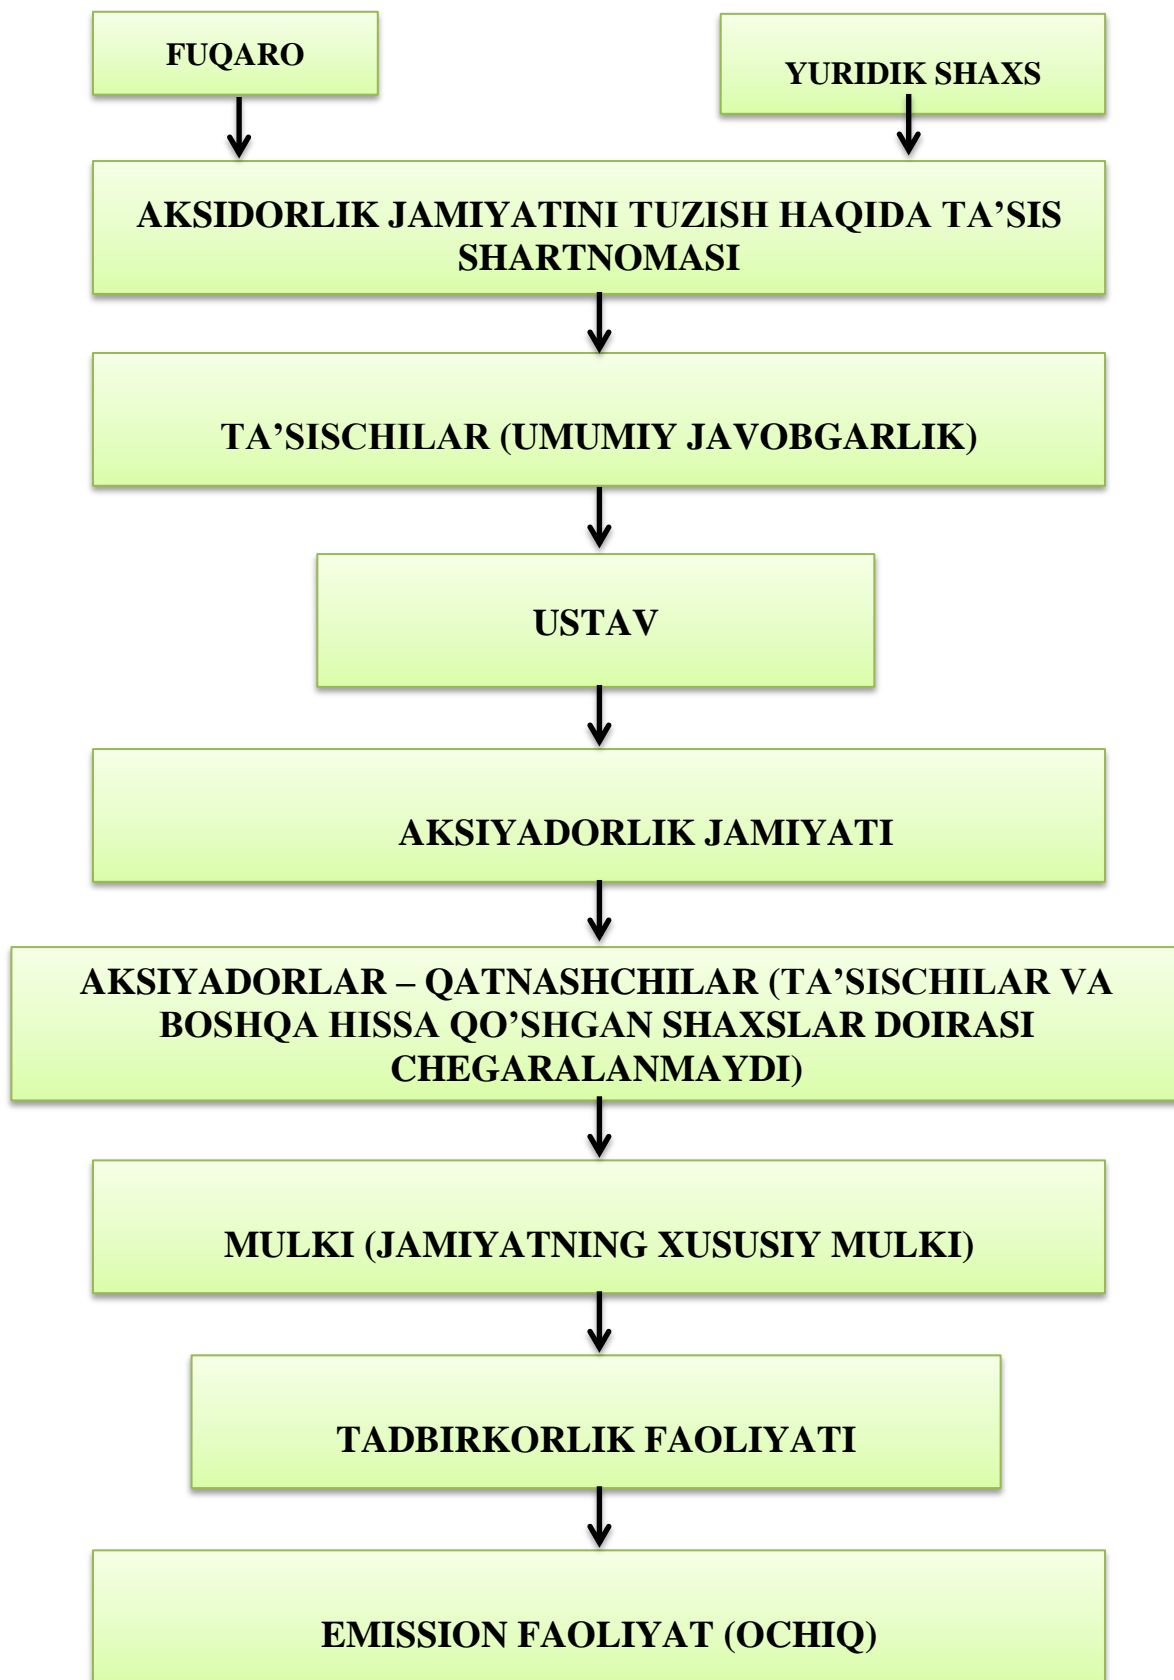 FUQARO
YURIDIK SHAXS
AKSIDORLIK JAMIYATINI TUZISH HAQIDA TA’SIS
SHARTNOMASI
TA’SISCHILAR (UMUMIY JAVOBGARLIK)
USTAV
AKSIYADORLIK JAMIYATI
AKSIYADORLAR – QATNASHCHILAR (TA’SISCHILAR VA
BOSHQA HISSA QO’SHGAN SHAXSLAR DOIRASI
CHEGARALANMAYDI)
MULKI (JAMIYATNING XUSUSIY MULKI)
TADBIRKORLIK FAOLIYATI
EMISSION FAOLIYAT (OCHIQ)